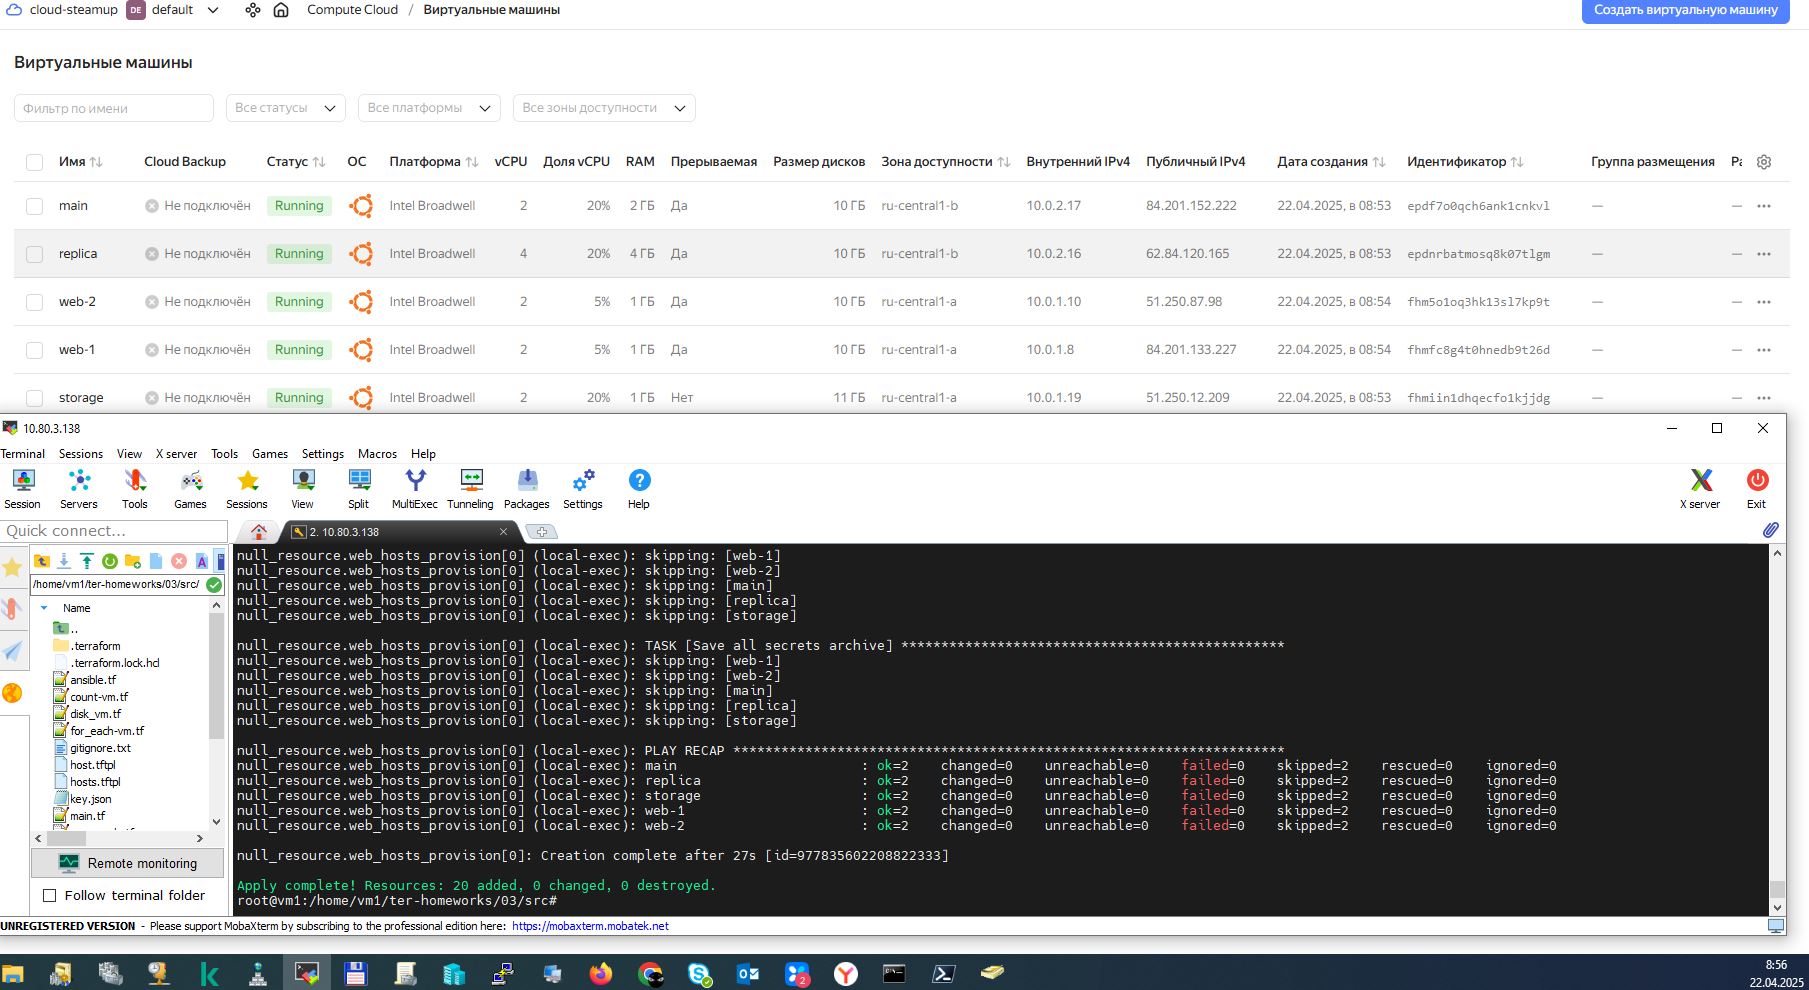 cloud-steamup DE default Compute Cloud / Виртуальные машины Создать виртуальную машину
Виртуальные машины
Фильтр по имени Все статусы Все платформы Все зоны доступности
Имя Cloud Backup Статус ОС Платформа vCPU Доля vCPU RAM Прерываемая Размер дисков Зона доступности Внутренний IPv4 Публичный IPv4 Дата создания Идентификатор Группа размещения Ра
main Не подключён Running Intel Broadwell 2 20% 2 ГБ Да 10 ГБ ru-central1-b 10.0.2.17 84.201.152.222 22.04.2025, в 08:53 epdf7o0qch6ank1cnkvl — — ···
replica Не подключён Running Intel Broadwell 4 20% 4 ГБ Да 10 ГБ ru-central1-b 10.0.2.16 62.84.120.165 22.04.2025, в 08:53 epdnrbatmosq8k07tlgm — — ···
web-2 Не подключён Running Intel Broadwell 2 5% 1 ГБ Да 10 ГБ ru-central1-a 10.0.1.10 51.250.87.98 22.04.2025, в 08:54 fhm5o1oq3hk13sl7kp9t — — ···
web-1 Не подключён Running Intel Broadwell 2 5% 1 ГБ Да 10 ГБ ru-central1-a 10.0.1.8 84.201.133.227 22.04.2025, в 08:54 fhmfc8g4t0hnedb9t26d — — ···
storage Не подключён Running Intel Broadwell 2 20% 1 ГБ Нет 11 ГБ ru-central1-a 10.0.1.19 51.250.12.209 22.04.2025, в 08:53 fhmiin1dhqecfo1kjjdg — — ···
10.80.3.138
Terminal Sessions View X server Tools Games Settings Macros Help
Session Servers Tools Games Sessions View Split MultiExec Tunneling Packages Settings Help X server Exit
Quick connect...
2. 10.80.3.138
/home/vm1/ter-homeworks/03/src/
Name
..
.terraform
.terraform.lock.hcl
ansible.tf
count-vm.tf
disk_vm.tf
for_each-vm.tf
gitignore.txt
host.tftpl
hosts.tftpl
key.json
main.tf
Remote monitoring
Follow terminal folder
null_resource.web_hosts_provision[0] (local-exec): skipping: [web-1]
null_resource.web_hosts_provision[0] (local-exec): skipping: [web-2]
null_resource.web_hosts_provision[0] (local-exec): skipping: [main]
null_resource.web_hosts_provision[0] (local-exec): skipping: [replica]
null_resource.web_hosts_provision[0] (local-exec): skipping: [storage]
null_resource.web_hosts_provision[0] (local-exec): TASK [Save all secrets archive] ************************************************
null_resource.web_hosts_provision[0] (local-exec): skipping: [web-1]
null_resource.web_hosts_provision[0] (local-exec): skipping: [web-2]
null_resource.web_hosts_provision[0] (local-exec): skipping: [main]
null_resource.web_hosts_provision[0] (local-exec): skipping: [replica]
null_resource.web_hosts_provision[0] (local-exec): skipping: [storage]
null_resource.web_hosts_provision[0] (local-exec): PLAY RECAP *********************************************************************
null_resource.web_hosts_provision[0] (local-exec): main : ok=2 changed=0 unreachable=0 failed=0 skipped=2 rescued=0 ignored=0
null_resource.web_hosts_provision[0] (local-exec): replica : ok=2 changed=0 unreachable=0 failed=0 skipped=2 rescued=0 ignored=0
null_resource.web_hosts_provision[0] (local-exec): storage : ok=2 changed=0 unreachable=0 failed=0 skipped=2 rescued=0 ignored=0
null_resource.web_hosts_provision[0] (local-exec): web-1 : ok=2 changed=0 unreachable=0 failed=0 skipped=2 rescued=0 ignored=0
null_resource.web_hosts_provision[0] (local-exec): web-2 : ok=2 changed=0 unreachable=0 failed=0 skipped=2 rescued=0 ignored=0
null_resource.web_hosts_provision[0]: Creation complete after 27s [id=977835602208822333]
Apply complete! Resources: 20 added, 0 changed, 0 destroyed.
root@vm1:/home/vm1/ter-homeworks/03/src#
UNREGISTERED VERSION - Please support MobaXterm by subscribing to the professional edition here: https://mobaxterm.mobatek.net
2
8:56
22.04.2025